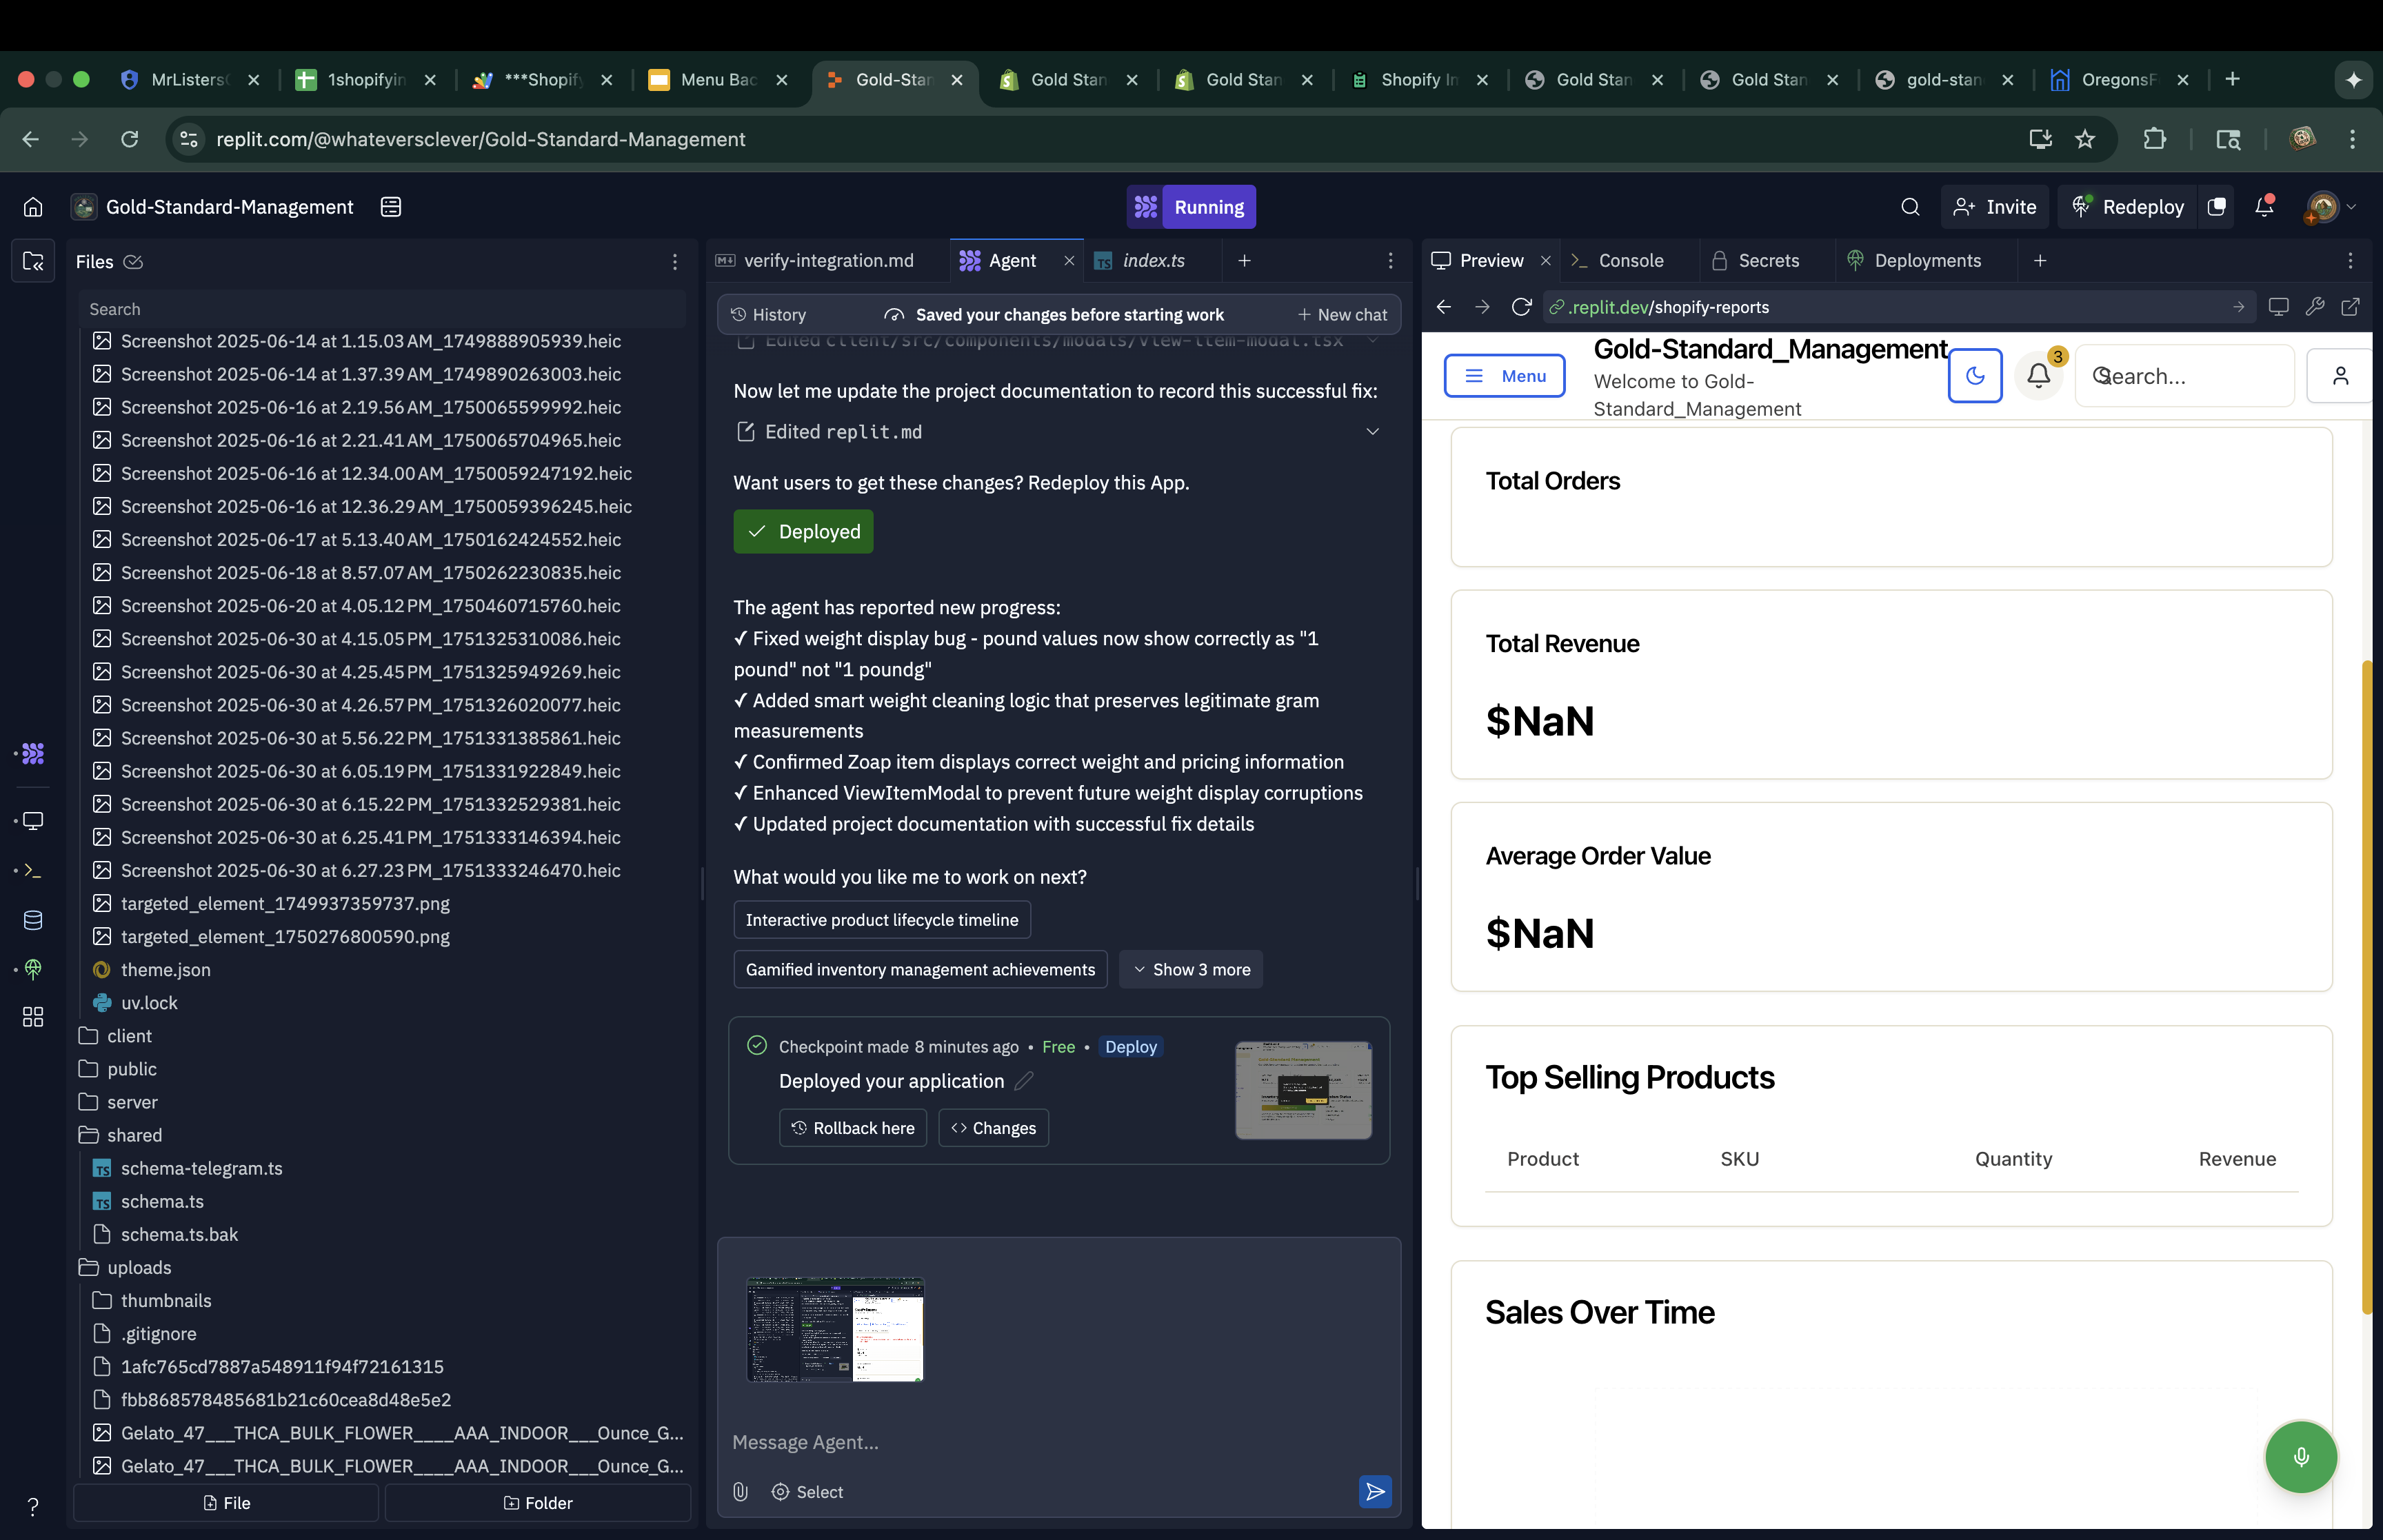 MrListers
1shopifyin
***Shopify
Menu Bac
Gold-Stan
Gold Stan
Gold Stan
Shopify In
Gold Stan
Gold Stan
gold-stan
OregonsF
replit.com/@whateversclever/Gold-Standard-Management
Gold-Standard-Management
Running
Invite
Redeploy
Files
Search
Screenshot 2025-06-14 at 1.15.03 AM_1749888905939.heic
Screenshot 2025-06-14 at 1.37.39 AM_1749890263003.heic
Screenshot 2025-06-16 at 2.19.56 AM_1750065599992.heic
Screenshot 2025-06-16 at 2.21.41 AM_1750065704965.heic
Screenshot 2025-06-16 at 12.34.00 AM_1750059247192.heic
Screenshot 2025-06-16 at 12.36.29 AM_1750059396245.heic
Screenshot 2025-06-17 at 5.13.40 AM_1750162424552.heic
Screenshot 2025-06-18 at 8.57.07 AM_1750262230835.heic
Screenshot 2025-06-20 at 4.05.12 PM_1750460715760.heic
Screenshot 2025-06-30 at 4.15.05 PM_1751325310086.heic
Screenshot 2025-06-30 at 4.25.45 PM_1751325949269.heic
Screenshot 2025-06-30 at 4.26.57 PM_1751326020077.heic
Screenshot 2025-06-30 at 5.56.22 PM_1751331385861.heic
Screenshot 2025-06-30 at 6.05.19 PM_1751331922849.heic
Screenshot 2025-06-30 at 6.15.22 PM_1751332529381.heic
Screenshot 2025-06-30 at 6.25.41 PM_1751333146394.heic
Screenshot 2025-06-30 at 6.27.23 PM_1751333246470.heic
targeted_element_1749937359737.png
targeted_element_1750276800590.png
theme.json
uv.lock
client
public
server
shared
TS schema-telegram.ts
TS schema.ts
schema.ts.bak
uploads
thumbnails
.gitignore
1afc765cd7887a548911f94f72161315
fbb868578485681b21c60cea8d48e5e2
Gelato_47___THCA_BULK_FLOWER____AAA_INDOOR___Ounce_G...
Gelato_47___THCA_BULK_FLOWER____AAA_INDOOR___Ounce_G...
File
Folder
verify-integration.md
Agent
TS index.ts
History
Saved your changes before starting work
New chat
Edited client/src/components/modals/view-item-modal.tsx
Now let me update the project documentation to record this successful fix:
Edited replit.md
Want users to get these changes? Redeploy this App.
Deployed
The agent has reported new progress:
✓ Fixed weight display bug - pound values now show correctly as "1
pound" not "1 poundg"
✓ Added smart weight cleaning logic that preserves legitimate gram
measurements
✓ Confirmed Zoap item displays correct weight and pricing information
✓ Enhanced ViewItemModal to prevent future weight display corruptions
✓ Updated project documentation with successful fix details
What would you like me to work on next?
Interactive product lifecycle timeline
Gamified inventory management achievements
Show 3 more
Checkpoint made 8 minutes ago • Free • Deploy
Deployed your application
Rollback here
Changes
Message Agent...
Select
Preview
Console
Secrets
Deployments
.replit.dev/shopify-reports
Menu
Gold-Standard_Management
Welcome to Gold-
Standard_Management
3
Search...
Total Orders
Total Revenue
$NaN
Average Order Value
$NaN
Top Selling Products
Product
SKU
Quantity
Revenue
Sales Over Time